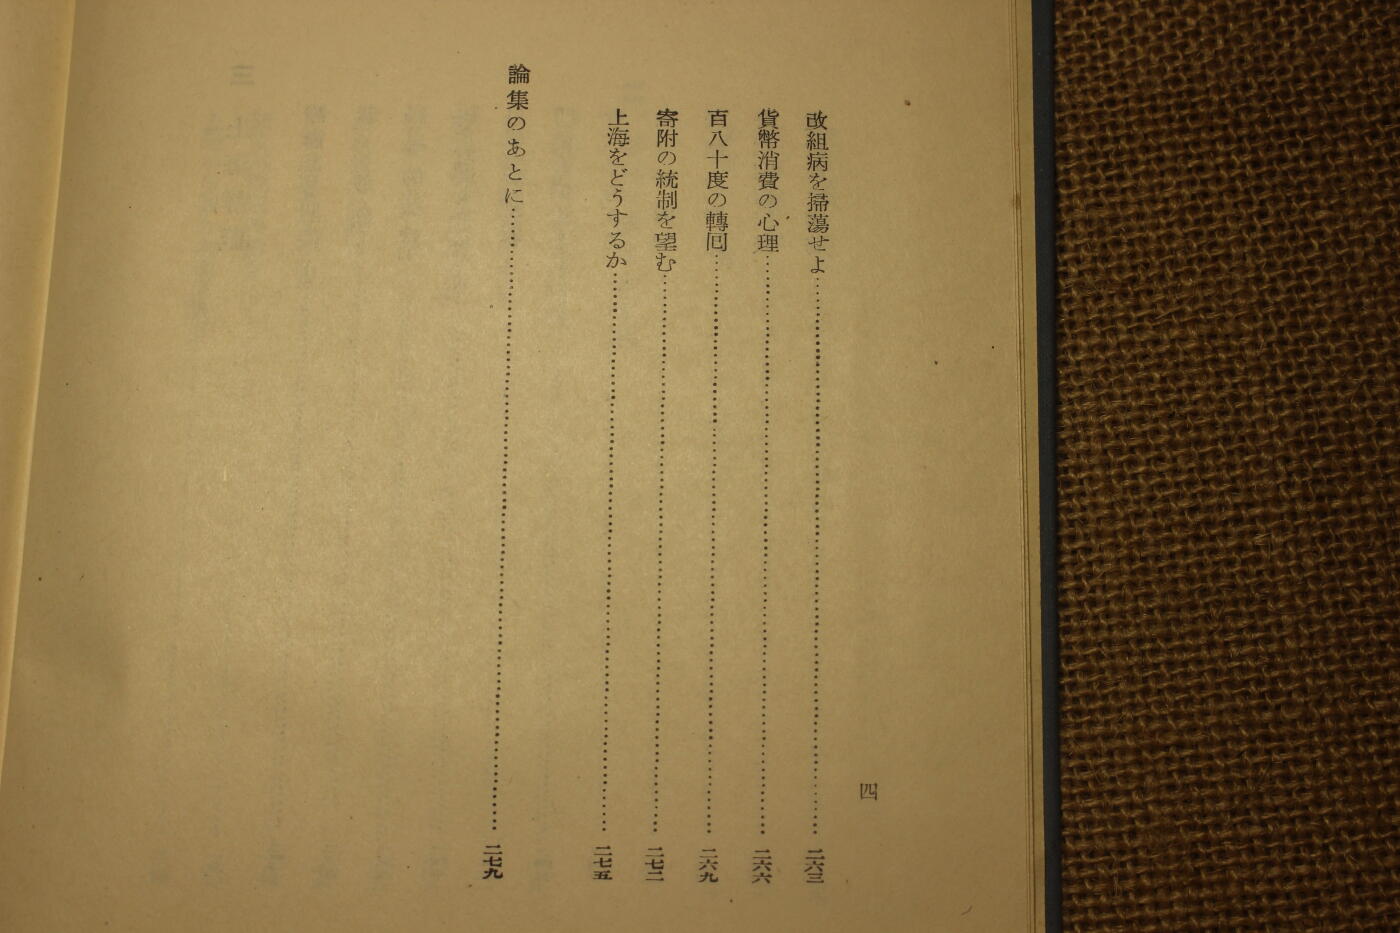 改組病を掃蕩せよ……二六三
貨幣消費の心理……二六六
百八十度の轉囘……二六九
寄附の統制を望む……二七二
上海をどうするか……二七五
論集のあとに……二七九
四